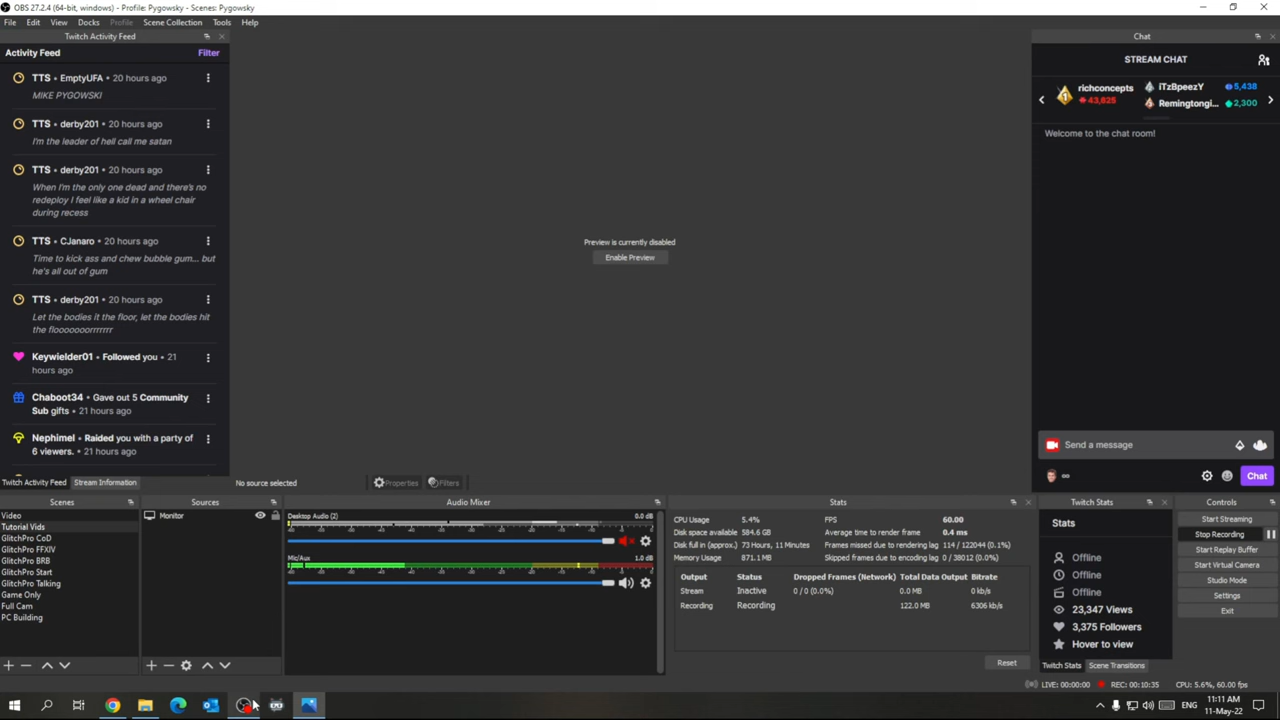 OBS 27.2.4 (64-bit, windows) - Profile: Pygowsky - Scenes: Pygowsky
File Edit View Docks Profile Scene Collection Tools Help
Twitch Activity Feed
Activity Feed
Filter
TTS • EmptyUFA • 20 hours ago
MIKE PYGOWSKI
TTS • derby201 • 20 hours ago
I'm the leader of hell call me satan
TTS • derby201 • 20 hours ago
When I'm the only one dead and there's no
redeploy I feel like a kid in a wheel chair
during recess
TTS • CJanaro • 20 hours ago
Time to kick ass and chew bubble gum... but
he's all out of gum
TTS • derby201 • 20 hours ago
Let the bodies it the floor, let the bodies hit
the flooooooorrrrrrr
Keywielder01 • Followed you • 21
hours ago
Chaboot34 • Gave out 5 Community
Sub gifts • 21 hours ago
Nephimel • Raided you with a party of
6 viewers. • 21 hours ago
Twitch Activity Feed Stream Information
Preview is currently disabled
Enable Preview
Chat
STREAM CHAT
1 richconcepts
43,825
iTzBpeezY 5,438
Remingtongi... 2,300
Welcome to the chat room!
Send a message
∞
Chat
No source selected
Properties Filters
Scenes
Video
Tutorial Vids
GlitchPro CoD
GlitchPro FFXIV
GlitchPro BRB
GlitchPro Start
GlitchPro Talking
Game Only
Full Cam
PC Building
Sources
Monitor
Audio Mixer
Desktop Audio (2) 0.0 dB
Mic/Aux 1.0 dB
Stats
CPU Usage 5.4%
Disk space available 584.6 GB
Disk full in (approx.) 73 Hours, 11 Minutes
Memory Usage 871.1 MB
FPS 60.00
Average time to render frame 0.4 ms
Frames missed due to rendering lag 114 / 122044 (0.1%)
Skipped frames due to encoding lag 0 / 38012 (0.0%)
Output Status Dropped Frames (Network) Total Data Output Bitrate
Stream Inactive 0 / 0 (0.0%) 0.0 MB 0 kb/s
Recording Recording 122.0 MB 6306 kb/s
Reset
Twitch Stats
Stats
Offline
Offline
Offline
23,347 Views
3,375 Followers
Hover to view
Twitch Stats Scene Transitions
Controls
Start Streaming
Stop Recording
Start Replay Buffer
Start Virtual Camera
Studio Mode
Settings
Exit
LIVE: 00:00:00 REC: 00:10:35 CPU: 5.6%, 60.00 fps
ENG
11:11 AM
11-May-22